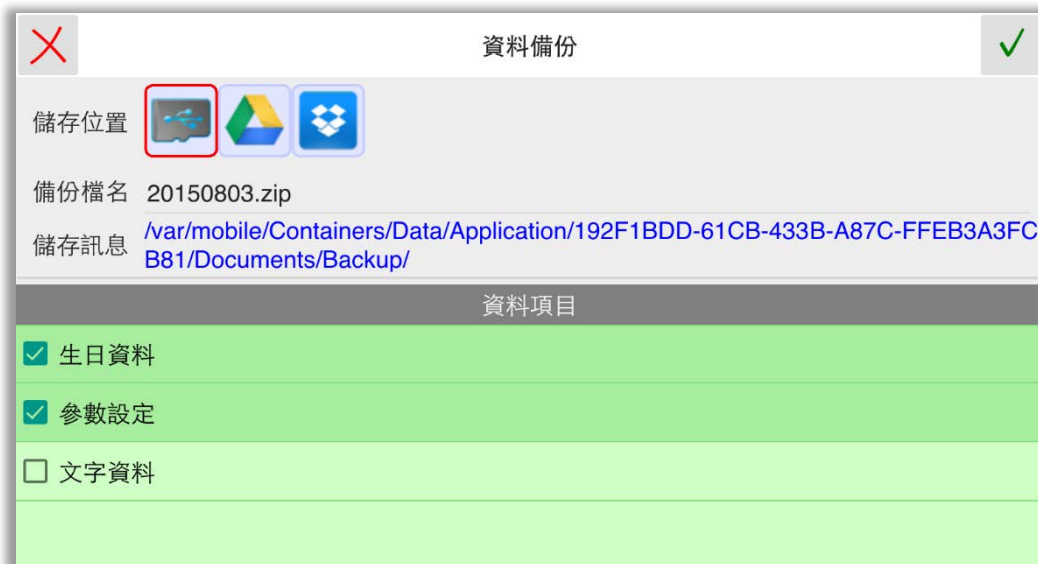 資料備份
儲存位置
備份檔名 20150803.zip
儲存訊息 /var/mobile/Containers/Data/Application/192F1BDD-61CB-433B-A87C-FFEB3A3FC
B81/Documents/Backup/
資料項目
生日資料
參數設定
文字資料